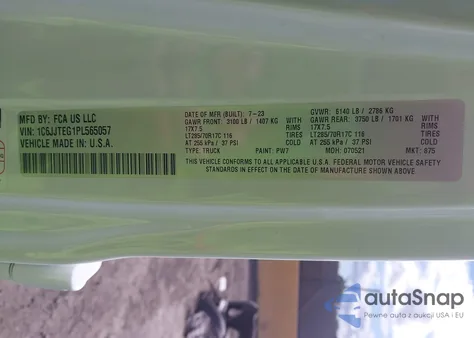 MFD BY: FCA US LLC
VIN: 1C6JJTEG1PL565057
VEHICLE MADE IN: U.S.A.
DATE OF MFR (BUILT): 7-23 GVWR: 6140 LB / 2786 KG
GAWR FRONT: 3100 LB / 1407 KG WITH GAWR REAR: 3750 LB / 1701 KG WITH
17X7.5 RIMS 17X7.5 RIMS
LT285/70R17C 116 TIRES LT285/70R17C 116 TIRES
AT 255 kPa / 37 PSI COLD AT 255 kPa / 37 PSI COLD
TYPE: TRUCK PAINT: PW7 MDH: 070521 MKT: 875
THIS VEHICLE CONFORMS TO ALL APPLICABLE U.S.A. FEDERAL MOTOR VEHICLE SAFETY
STANDARDS IN EFFECT ON THE DATE OF MANUFACTURE SHOWN ABOVE.
autaSnap
Pewne auta z aukcji USA i EU